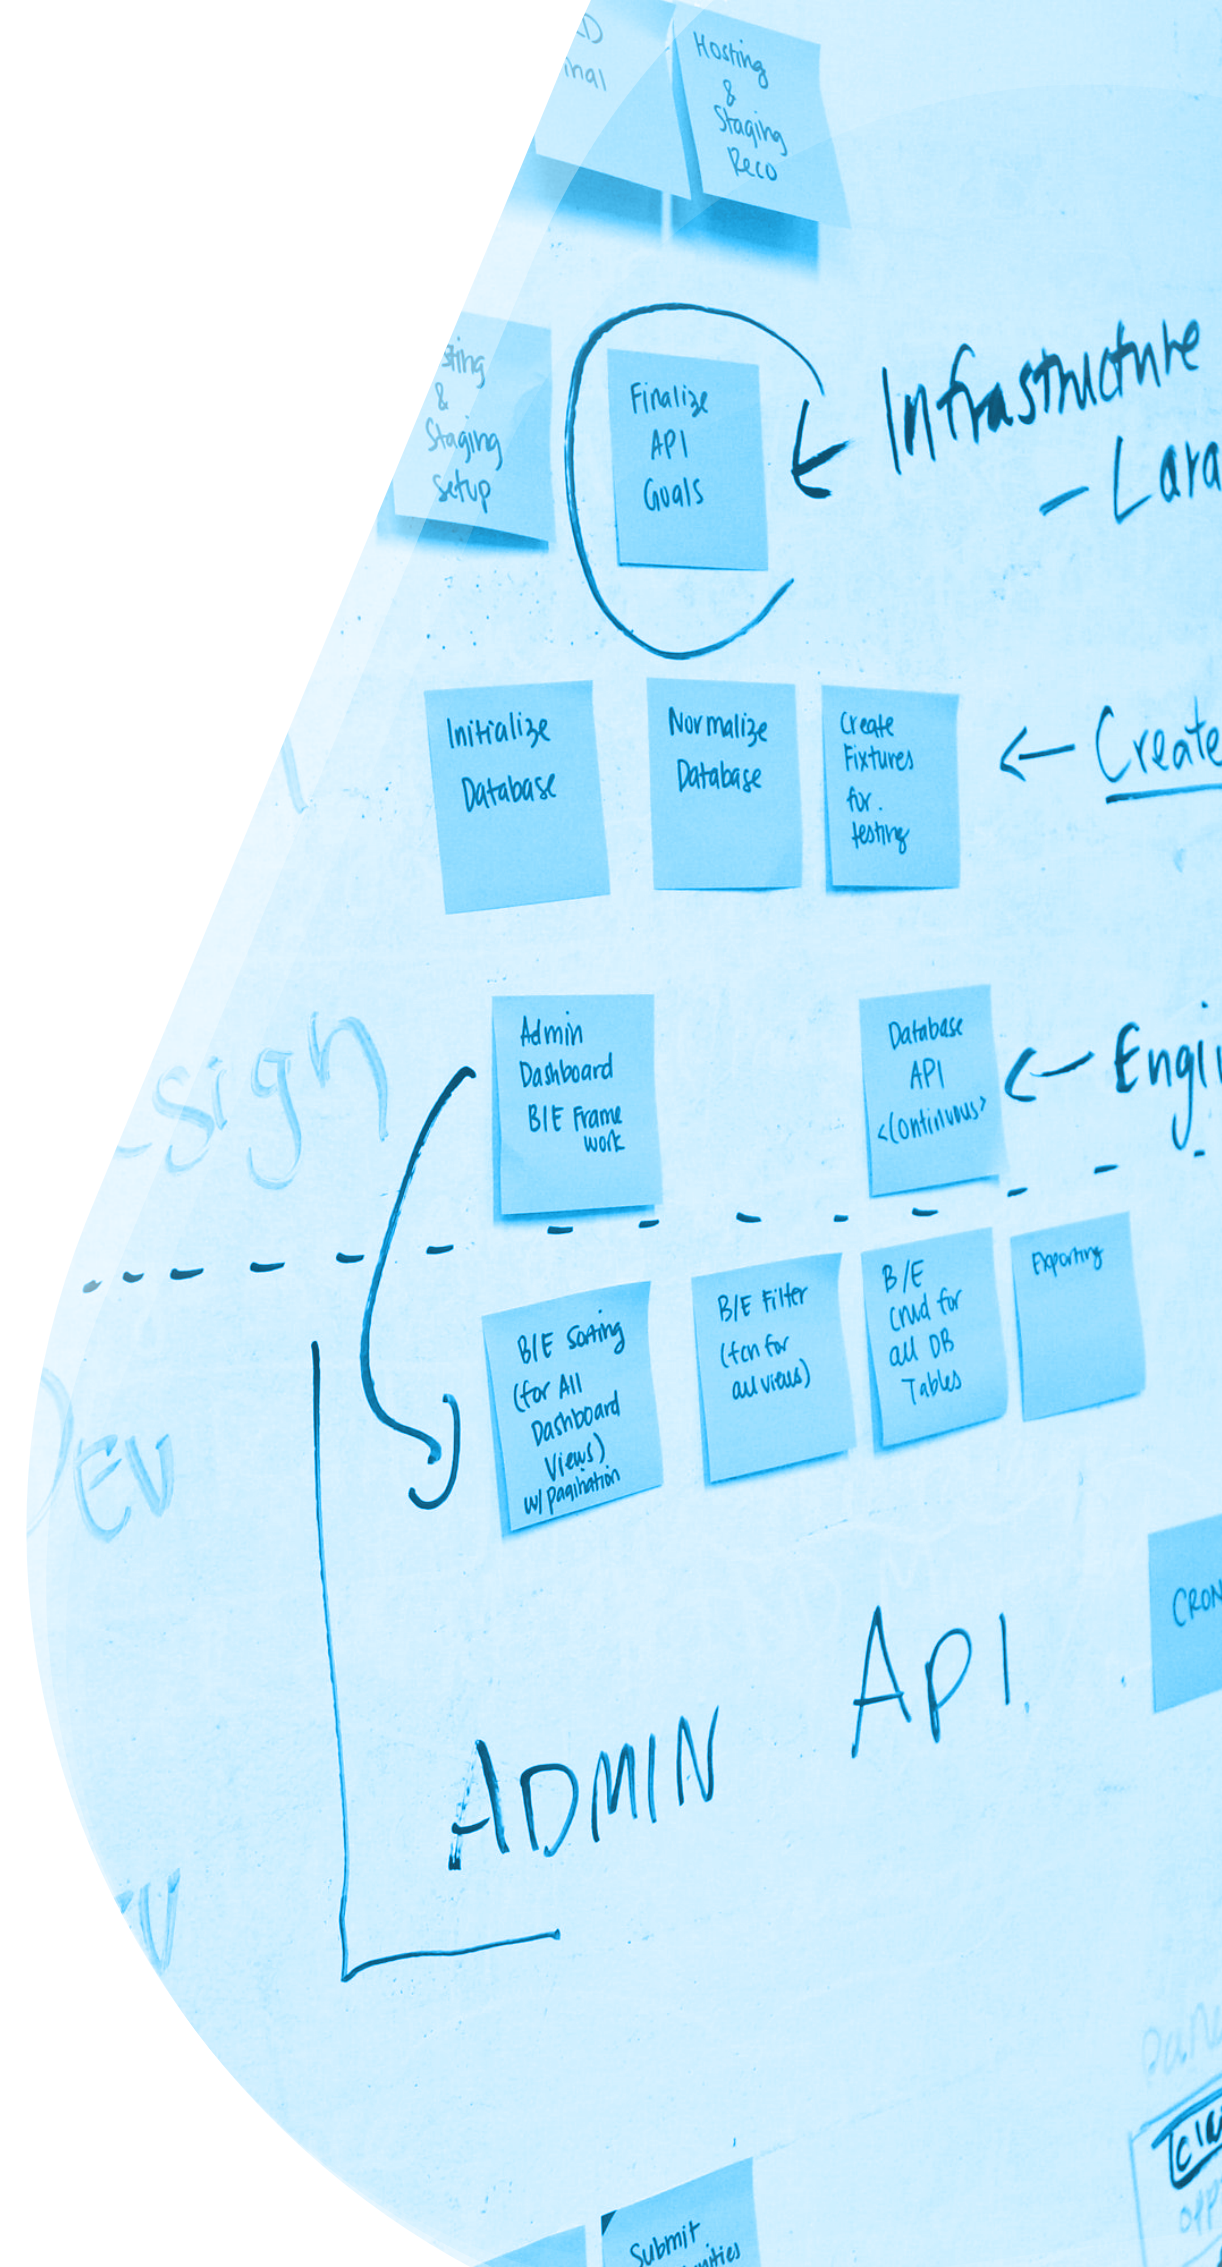 Hosting
&
Staging
Reco
&
Staging
Setup
Finalize
API
Goals
Infrastructure
Initialize
Database
Normalize
Database
Create
Fixtures
for.
testing
Create
Admin
Dashboard
B/E Frame
work
Database
API
<Continuous>
B/E Sorting
(for All
Dashboard
Views)
w/ pagination
B/E Filter
(fcn for
all views)
B/E
crud for
all DB
Tables
Exporting
DEV
CRON
API
ADMIN
Submit